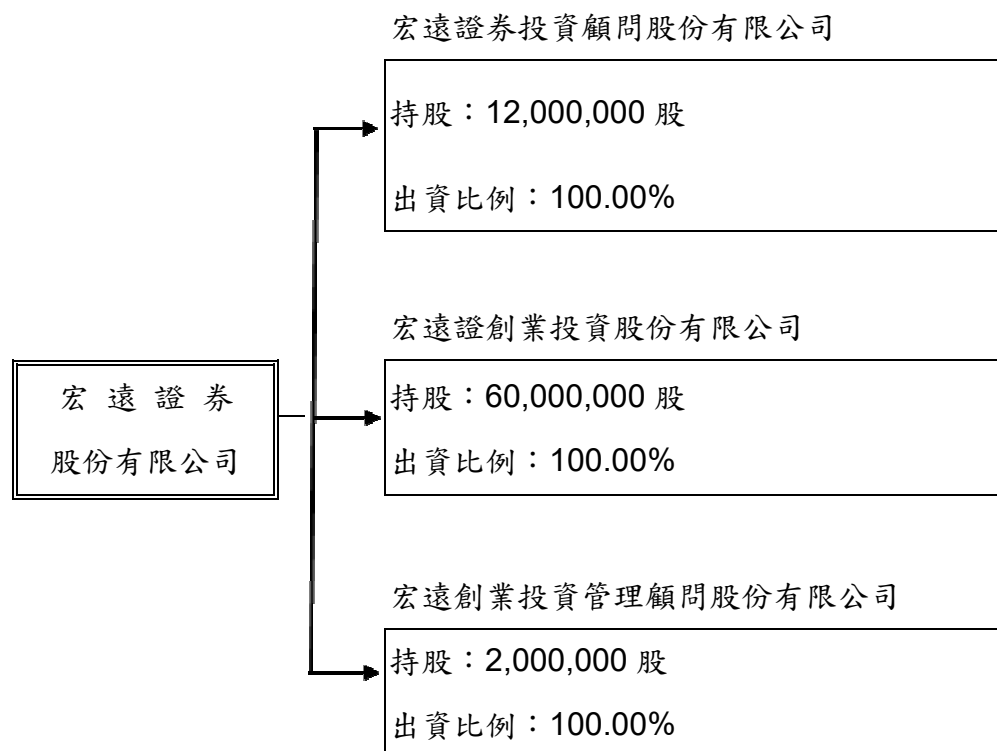 宏遠證券投資顧問股份有限公司
持股：12,000,000 股
出資比例：100.00%
宏遠證創業投資股份有限公司
宏遠證券
股份有限公司
持股：60,000,000 股
出資比例：100.00%
宏遠創業投資管理顧問股份有限公司
持股：2,000,000 股
出資比例：100.00%